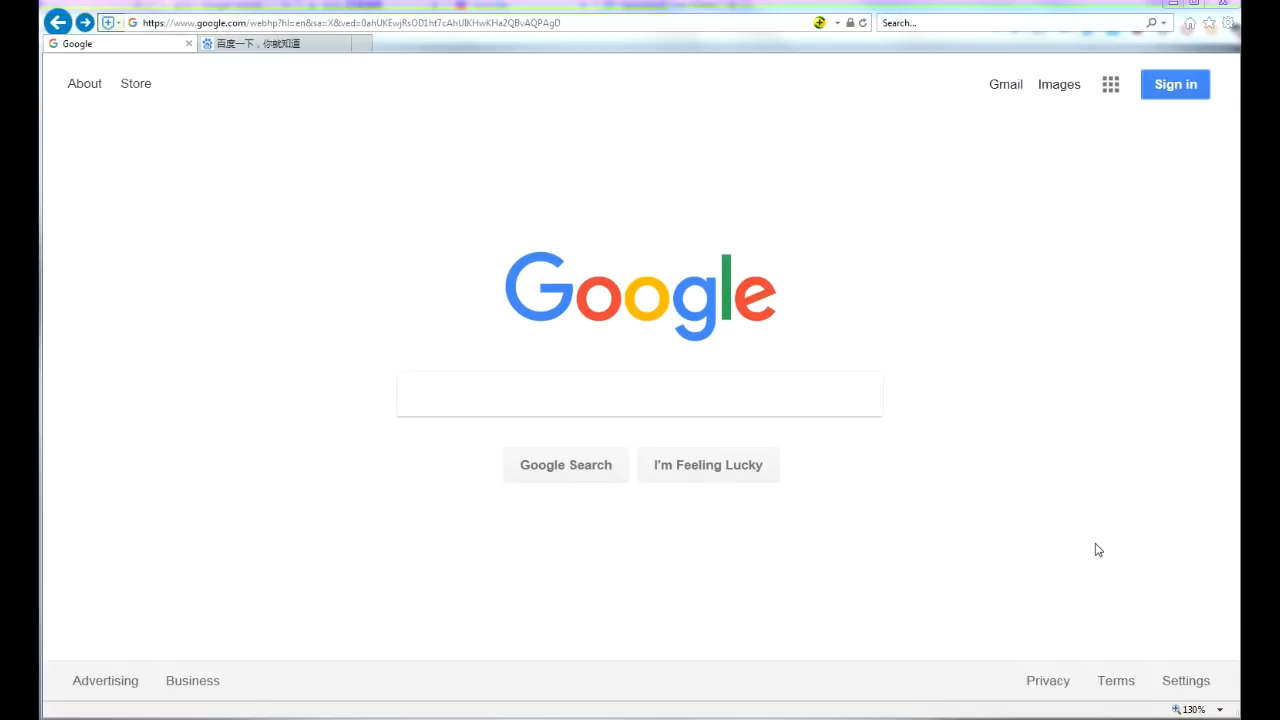 https://www.google.com/webhp?hl=en&sa=X&ved=0ahUKEwjRsOD1ht7cAhUIKHwKHa2QBvAQPAgD
Search...
Google
百度一下，你就知道
About Store
Gmail Images Sign in
Google
Google Search I'm Feeling Lucky
Advertising Business
Privacy Terms Settings
130%